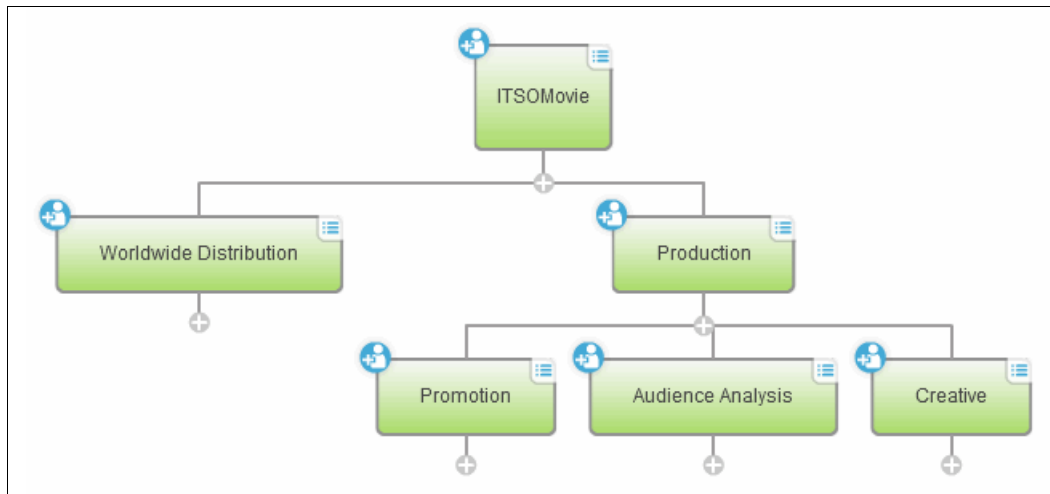 ITSOMovie
Worldwide Distribution
Production
Promotion
Audience Analysis
Creative